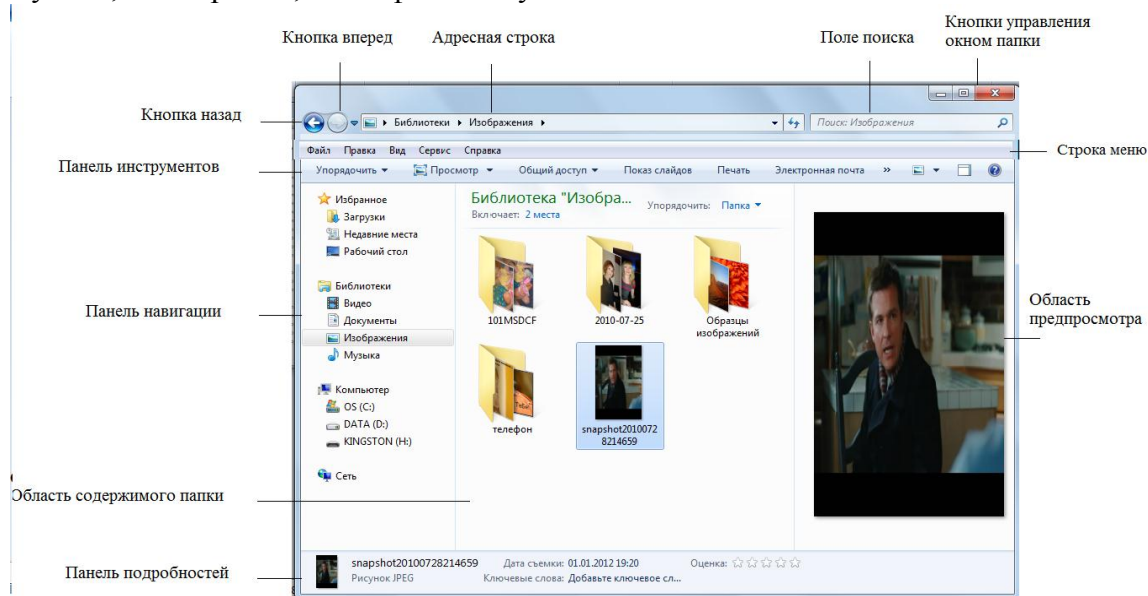 Кнопки управления
окном папки
Кнопка вперед
Адресная строка
Поле поиска
Кнопка назад
Библиотеки
Изображения
Поиск: Изображения
Файл Правка Вид Сервис Справка
Строка меню
Панель инструментов
Упорядочить Просмотр Общий доступ Показ слайдов Печать Электронная почта »
Избранное
Загрузки
Недавние места
Рабочий стол
Библиотеки
Видео
Документы
Изображения
Музыка
Компьютер
OS (C:)
DATA (D:)
KINGSTON (H:)
Сеть
Библиотека "Изобра...
Включает: 2 места
Упорядочить: Папка
101MSDCF
2010-07-25
Образцы
изображений
телефон
snapshot2010072
8214659
Панель навигации
Область
предпросмотра
Область содержимого папки
Панель подробностей
snapshot20100728214659
Дата съемки: 01.01.2012 19:20
Оценка:
Рисунок JPEG
Ключевые слова: Добавьте ключевое сл...